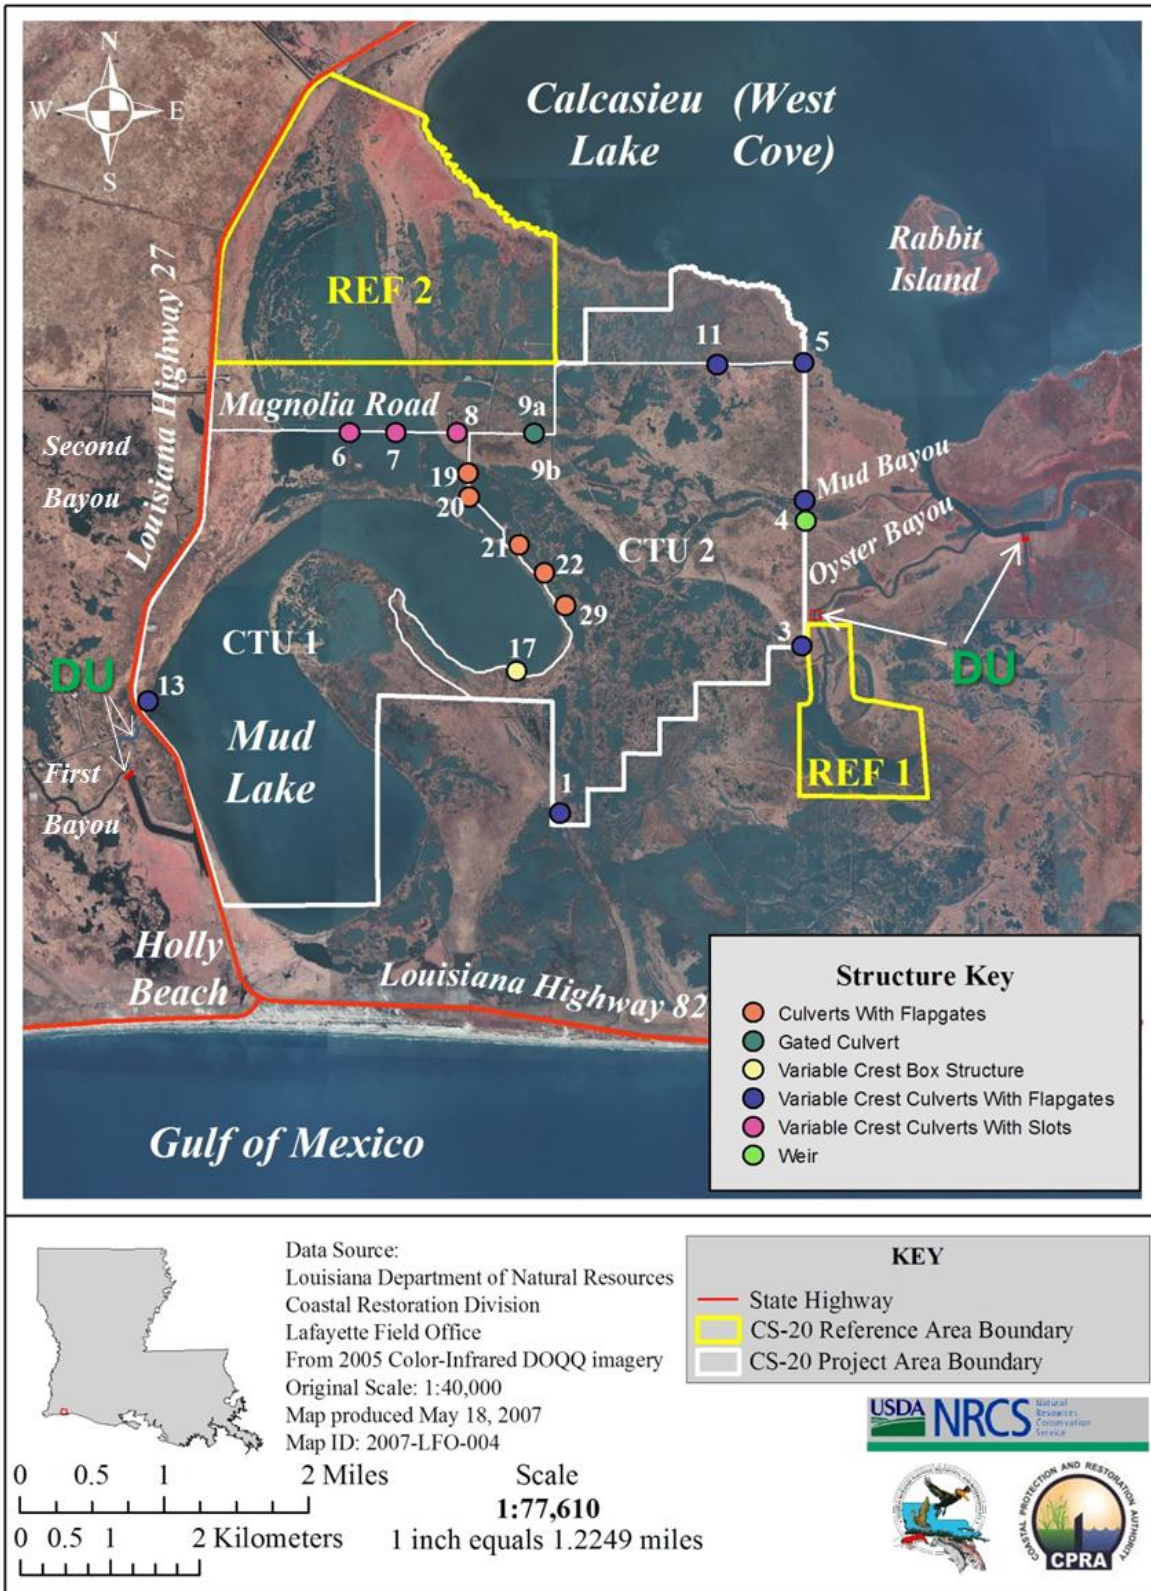 N
W
E
S
Calcasieu (West
Lake Cove)
Rabbit
Island
REF 2
Louisiana Highway 27
11
5
Magnolia Road
8
9a
6
7
9b
Second
Bayou
19
20
Mud Bayou
4
21
CTU 2
22
Oyster Bayou
29
CTU 1
3
17
DU
DU
13
Mud
Lake
First
Bayou
1
REF 1
Holly
Beach
Louisiana Highway 82
Gulf of Mexico
Structure Key
Culverts With Flapgates
Gated Culvert
Variable Crest Box Structure
Variable Crest Culverts With Flapgates
Variable Crest Culverts With Slots
Weir
Data Source:
Louisiana Department of Natural Resources
Coastal Restoration Division
Lafayette Field Office
From 2005 Color-Infrared DOQQ imagery
Original Scale: 1:40,000
Map produced May 18, 2007
Map ID: 2007-LFO-004
KEY
State Highway
CS-20 Reference Area Boundary
CS-20 Project Area Boundary
USDA NRCS
Natural
Resources
Conservation
Service
0 0.5 1 2 Miles
0 0.5 1 2 Kilometers
Scale
1:77,610
1 inch equals 1.2249 miles
COASTAL PROTECTION AND RESTORATION AUTHORITY
CPRA